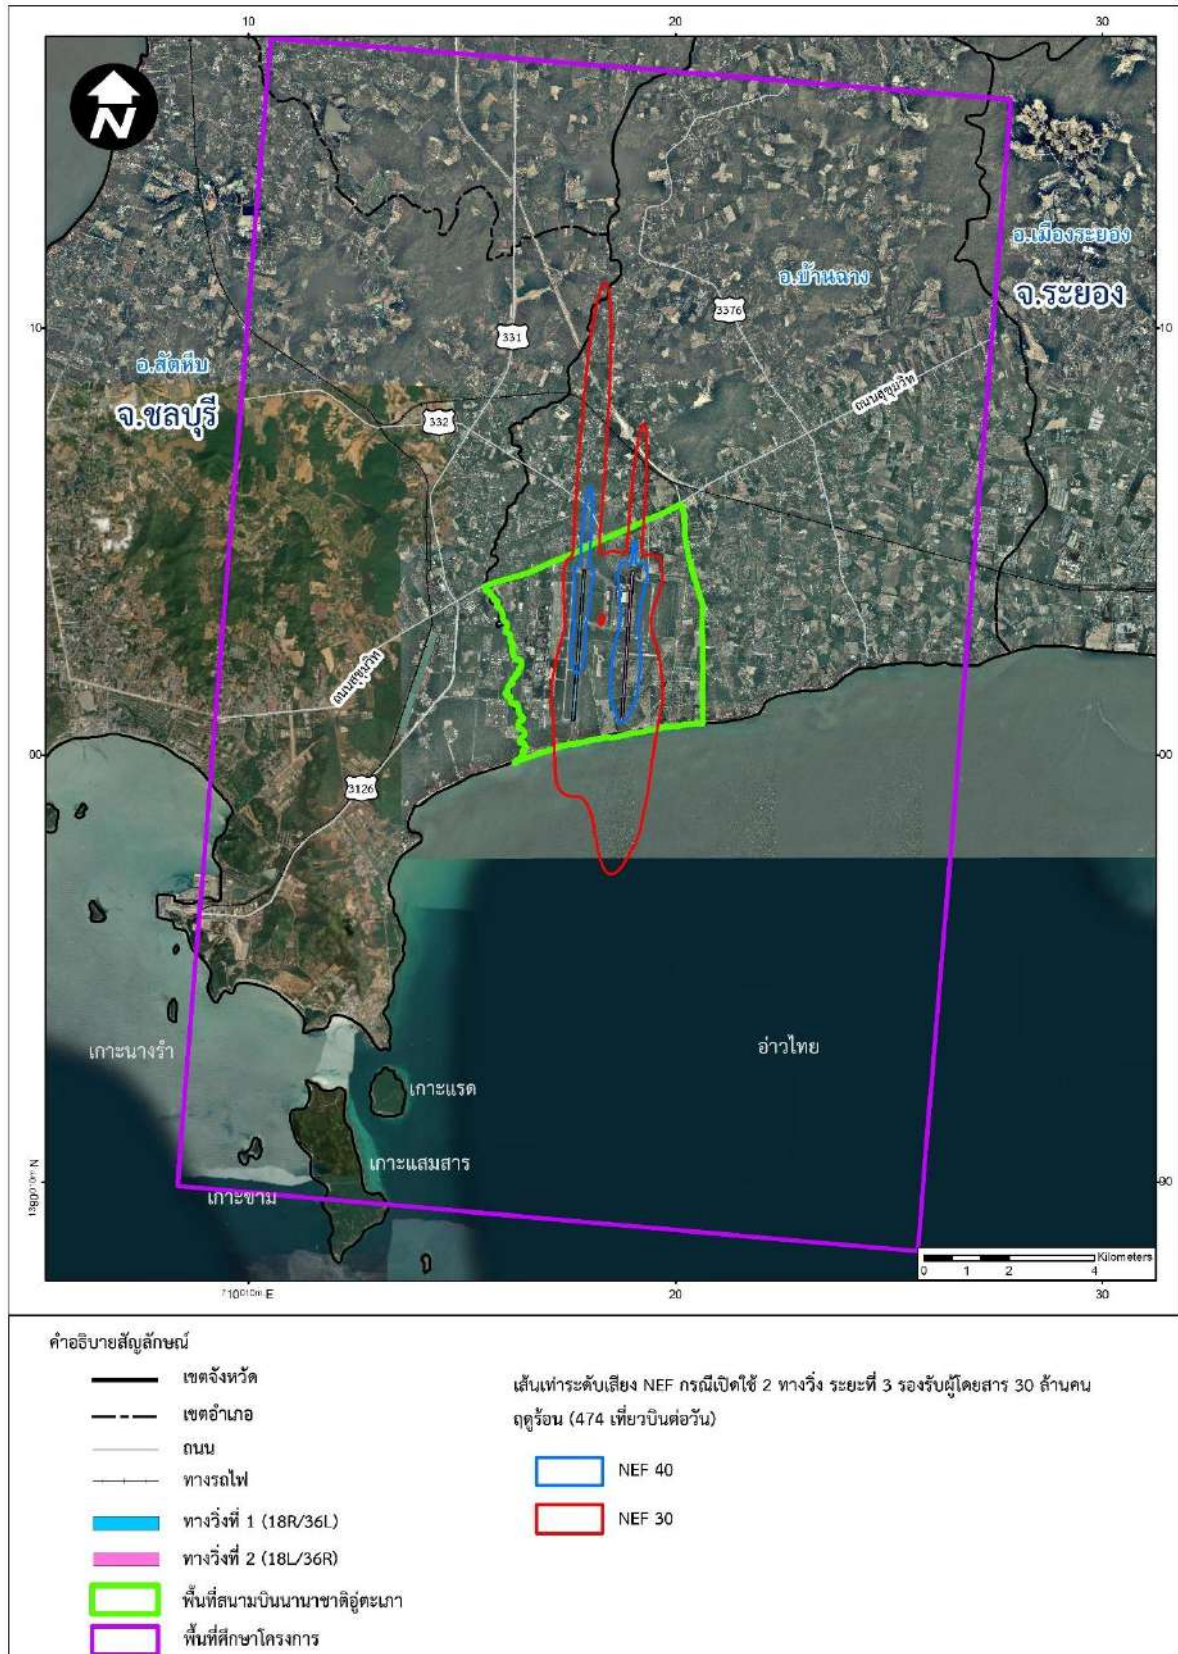 10 20 30
N
อ.เมืองระยอง
อ.บ้านฉาง
จ.ระยอง
3376
10 331 10
อ.สัตหีบ
ถนนสุขุมวิท
จ.ชลบุรี
332
ถนนสุขุมวิท
00 00
3126
เกาะนางรำ
อ่าวไทย
เกาะแรด
เกาะแสมสาร
เกาะขาม
1390010m N
90
Kilometers
0 1 2 4
710010m E 20 30
คำอธิบายสัญลักษณ์
เขตจังหวัด
เขตอำเภอ
ถนน
ทางรถไฟ
ทางวิ่งที่ 1 (18R/36L)
ทางวิ่งที่ 2 (18L/36R)
พื้นที่สนามบินนานาชาติอู่ตะเภา
พื้นที่ศึกษาโครงการ
เส้นเท่าระดับเสียง NEF กรณีเปิดใช้ 2 ทางวิ่ง ระยะที่ 3 รองรับผู้โดยสาร 30 ล้านคน
ฤดูร้อน (474 เที่ยวบินต่อวัน)
NEF 40
NEF 30